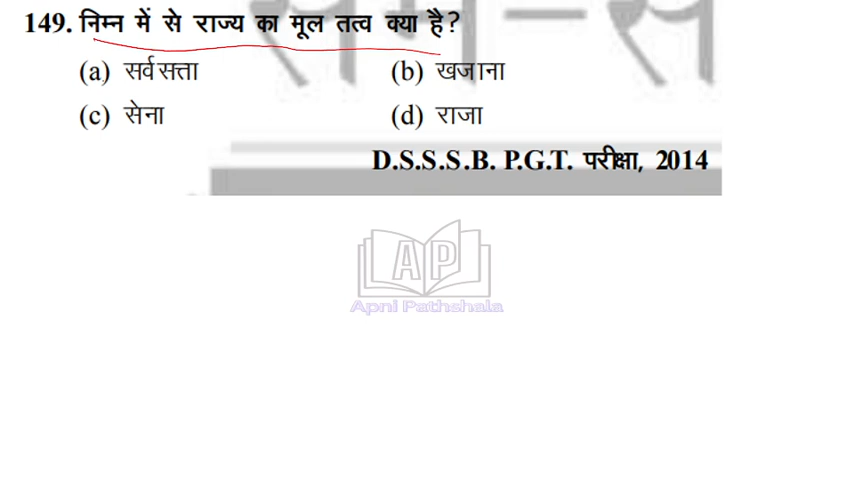 149. निम्न में से राज्य का मूल तत्व क्या है?
(a) सर्वसत्ता (b) खजाना
(c) सेना (d) राजा
D.S.S.S.B. P.G.T. परीक्षा, 2014
AP
Apni Pathshala